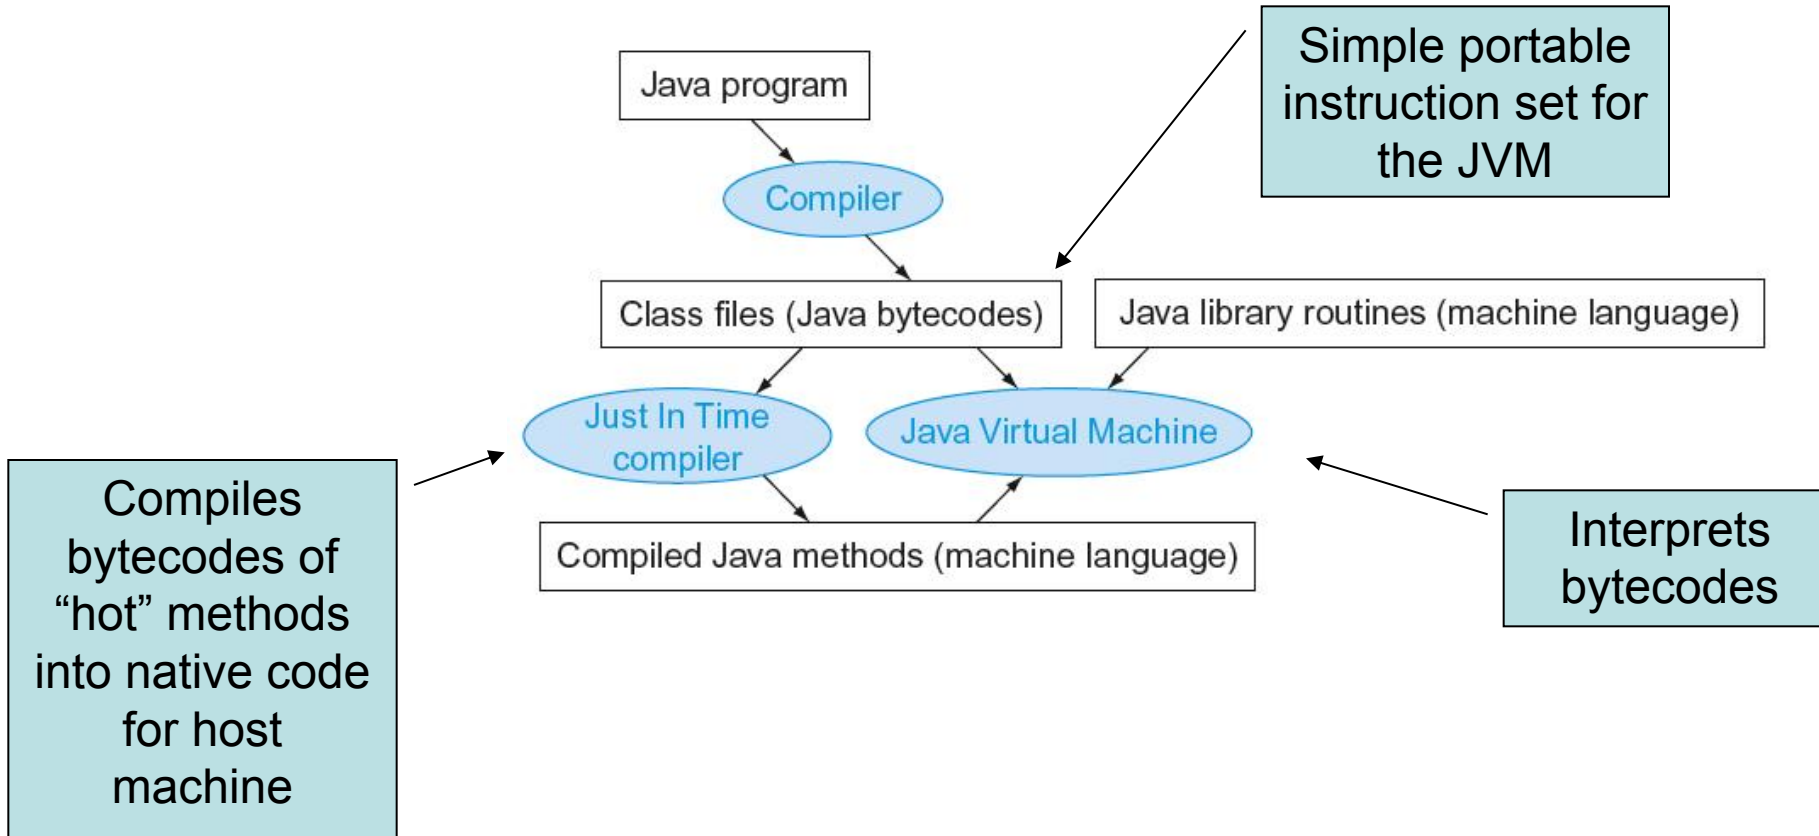 Java program
Simple portable
instruction set for
the JVM
Compiler
Class files (Java bytecodes)
Java library routines (machine language)
Just In Time
compiler
Java Virtual Machine
Compiles
bytecodes of
“hot” methods
into native code
for host
machine
Compiled Java methods (machine language)
Interprets
bytecodes